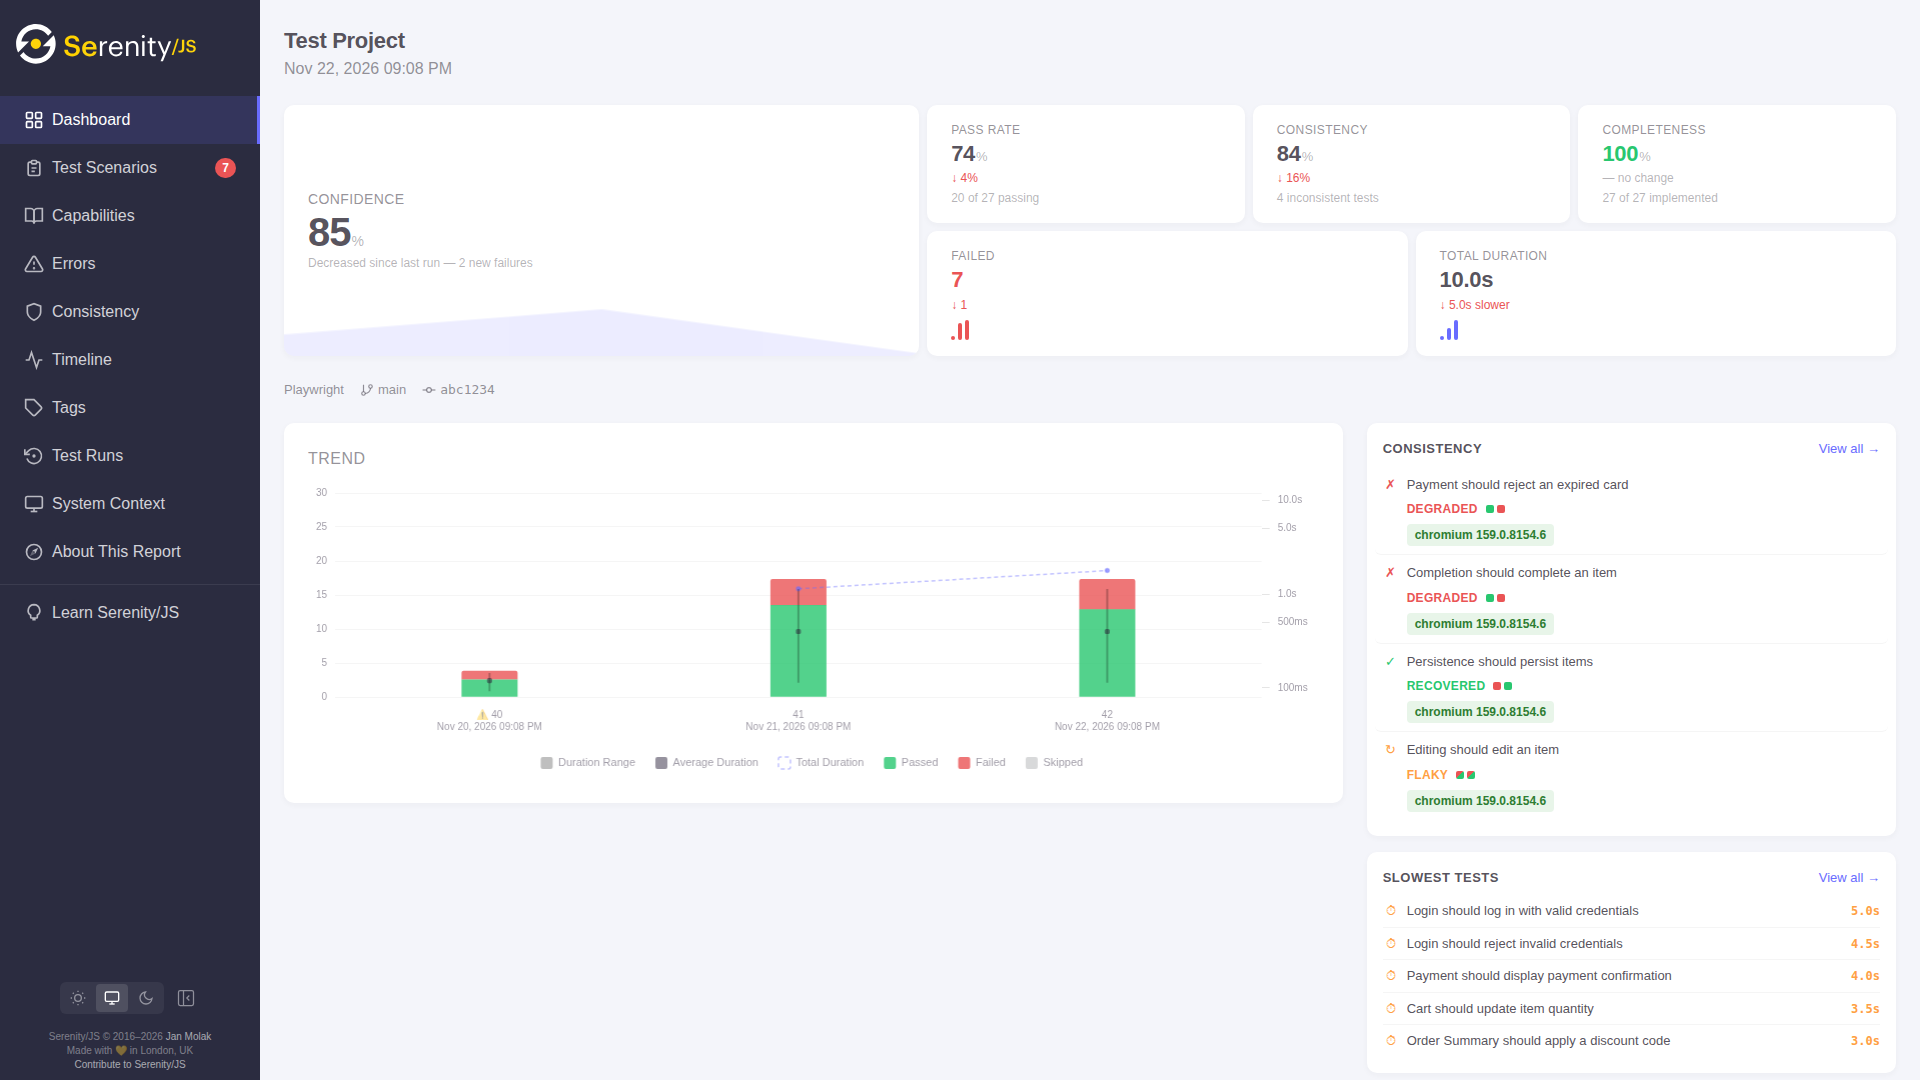 Serenity/JS
Dashboard
Test Scenarios 7
Capabilities
Errors
Consistency
Timeline
Tags
Test Runs
System Context
About This Report
Learn Serenity/JS
Serenity/JS © 2016–2026 Jan Molak
Made with 💛 in London, UK
Contribute to Serenity/JS
Test Project
Nov 22, 2026 09:08 PM
CONFIDENCE
85%
Decreased since last run — 2 new failures
PASS RATE
74%
↓ 4%
20 of 27 passing
CONSISTENCY
84%
↓ 16%
4 inconsistent tests
COMPLETENESS
100%
— no change
27 of 27 implemented
FAILED
7
↓ 1
TOTAL DURATION
10.0s
↓ 5.0s slower
Playwright main abc1234
TREND
30
25
20
15
10
5
0
10.0s
5.0s
1.0s
500ms
100ms
⚠️ 40
Nov 20, 2026 09:08 PM
41
Nov 21, 2026 09:08 PM
42
Nov 22, 2026 09:08 PM
Duration Range Average Duration Total Duration Passed Failed Skipped
CONSISTENCY View all →
✗ Payment should reject an expired card
DEGRADED
chromium 159.0.8154.6
✗ Completion should complete an item
DEGRADED
chromium 159.0.8154.6
✓ Persistence should persist items
RECOVERED
chromium 159.0.8154.6
↻ Editing should edit an item
FLAKY
chromium 159.0.8154.6
SLOWEST TESTS View all →
⏱ Login should log in with valid credentials 5.0s
⏱ Login should reject invalid credentials 4.5s
⏱ Payment should display payment confirmation 4.0s
⏱ Cart should update item quantity 3.5s
⏱ Order Summary should apply a discount code 3.0s